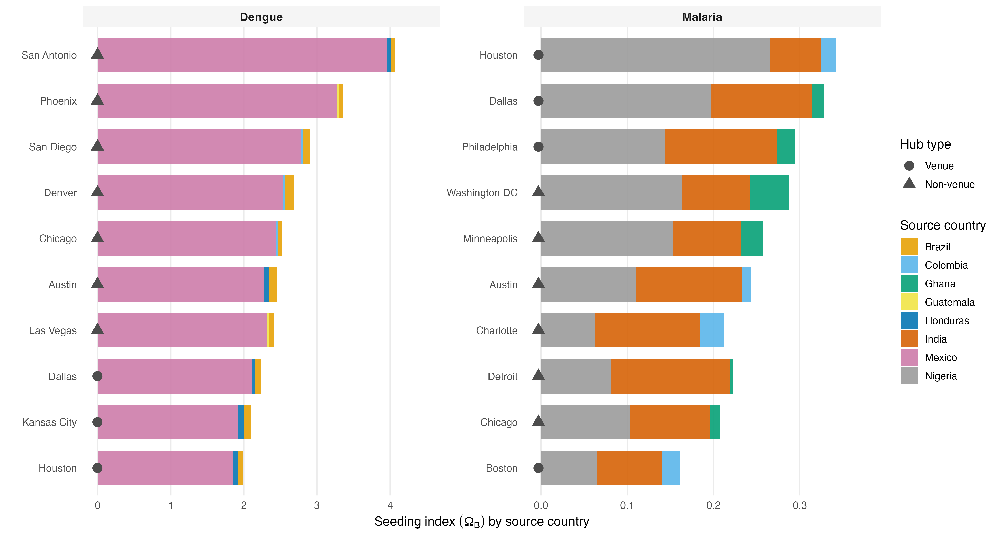 Dengue
San Antonio
Phoenix
San Diego
Denver
Chicago
Austin
Las Vegas
Dallas
Kansas City
Houston
0 1 2 3 4
Malaria
Houston
Dallas
Philadelphia
Washington DC
Minneapolis
Austin
Charlotte
Detroit
Chicago
Boston
0.0 0.1 0.2 0.3
Seeding index (Ω_B) by source country
Hub type
Venue
Non-venue
Source country
Brazil
Colombia
Ghana
Guatemala
Honduras
India
Mexico
Nigeria